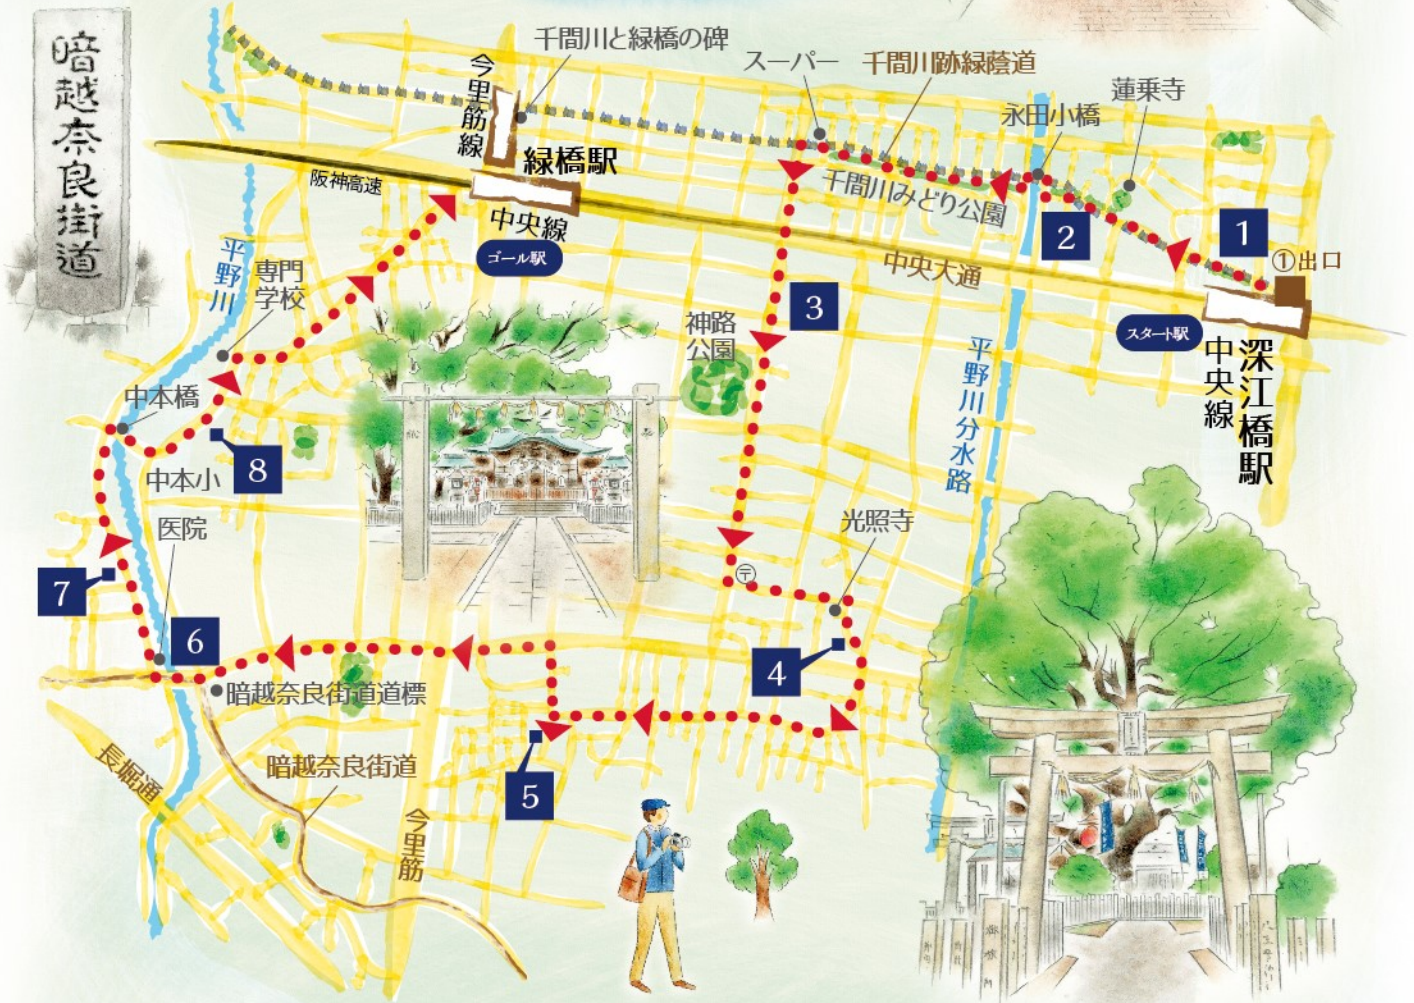 暗越奈良街道
千間川と緑橋の碑
スーパー
千間川跡緑蔭道
蓮乗寺
永田小橋
今里筋線
緑橋駅
阪神高速
中央線
ゴール駅
千間川みどり公園
2
1
①出口
中央大通
スタート駅
深江橋駅
中央線
平野川
専門
学校
3
神路
公園
平野川分水路
中本橋
中本小
8
医院
光照寺
7
〒
6
4
暗越奈良街道道標
長堀通
暗越奈良街道
5
今里筋